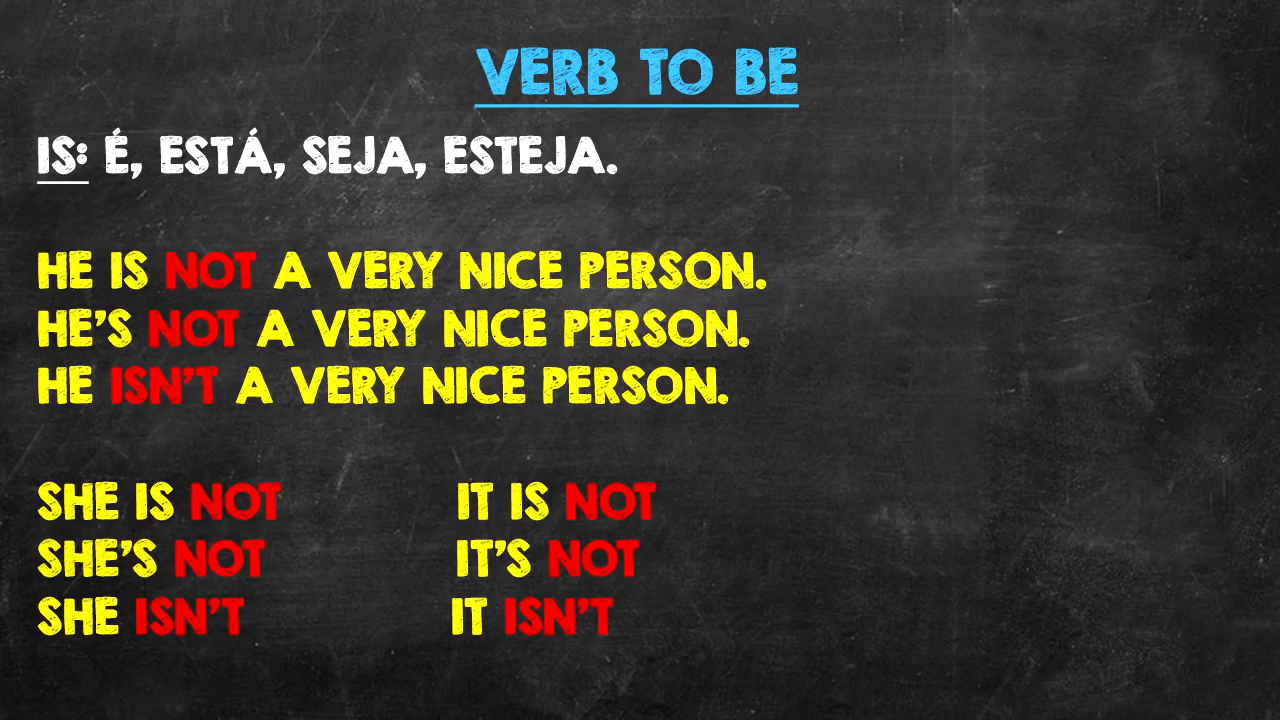 VERB TO BE
IS: É, ESTÁ, SEJA, ESTEJA.
HE IS NOT A VERY NICE PERSON.
HE'S NOT A VERY NICE PERSON.
HE ISN'T A VERY NICE PERSON.
SHE IS NOT IT IS NOT
SHE'S NOT IT'S NOT
SHE ISN'T IT ISN'T